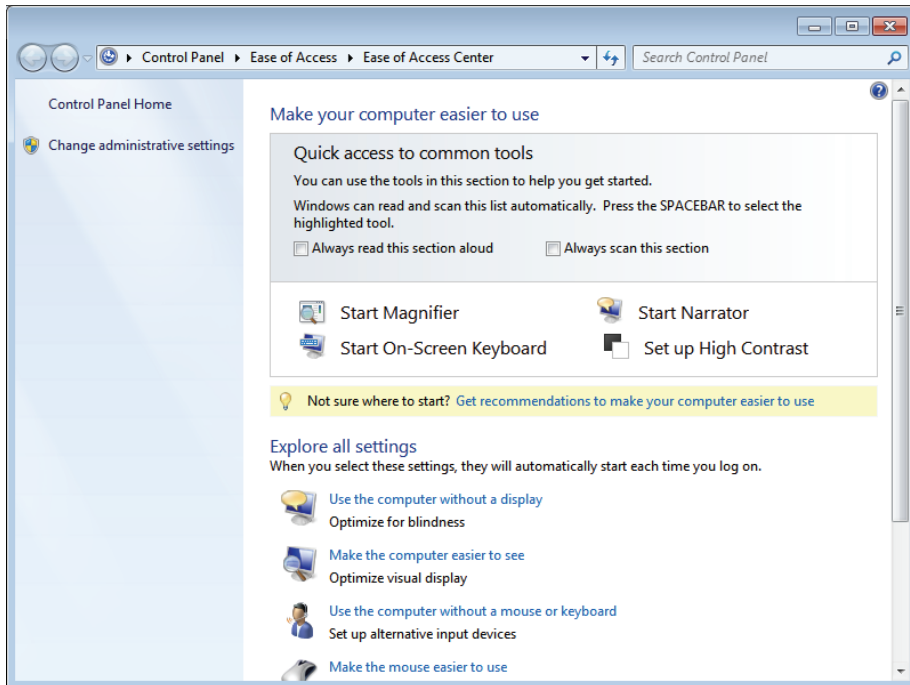 Control Panel Ease of Access Ease of Access Center Search Control Panel
Control Panel Home
Change administrative settings
Make your computer easier to use
Quick access to common tools
You can use the tools in this section to help you get started.
Windows can read and scan this list automatically. Press the SPACEBAR to select the
highlighted tool.
Always read this section aloud Always scan this section
Start Magnifier Start Narrator
Start On-Screen Keyboard Set up High Contrast
Not sure where to start? Get recommendations to make your computer easier to use
Explore all settings
When you select these settings, they will automatically start each time you log on.
Use the computer without a display
Optimize for blindness
Make the computer easier to see
Optimize visual display
Use the computer without a mouse or keyboard
Set up alternative input devices
Make the mouse easier to use